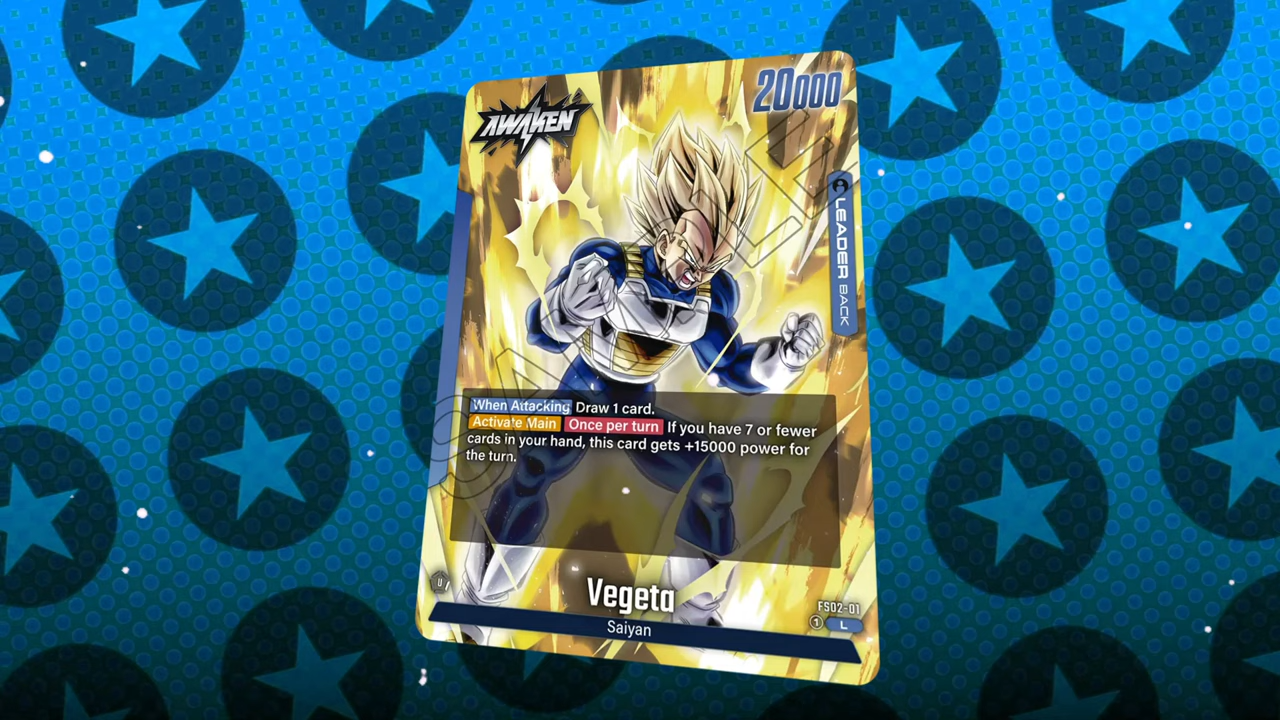 AWAKEN
20000
LEADER BACK
When Attacking Draw 1 card.
Activate Main Once per turn If you have 7 or fewer
cards in your hand, this card gets +15000 power for
the turn.
U
Vegeta
FS02-01
1 L
Saiyan